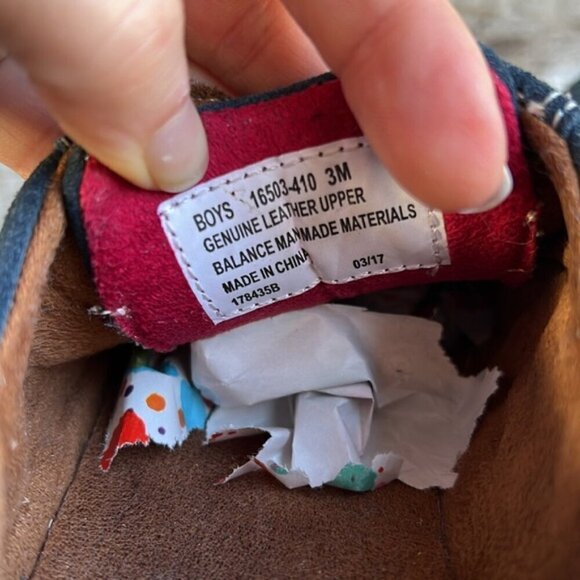 BOYS 16503-410 3M
GENUINE LEATHER UPPER
BALANCE MANMADE MATERIALS
MADE IN CHINA 03/17
178435B